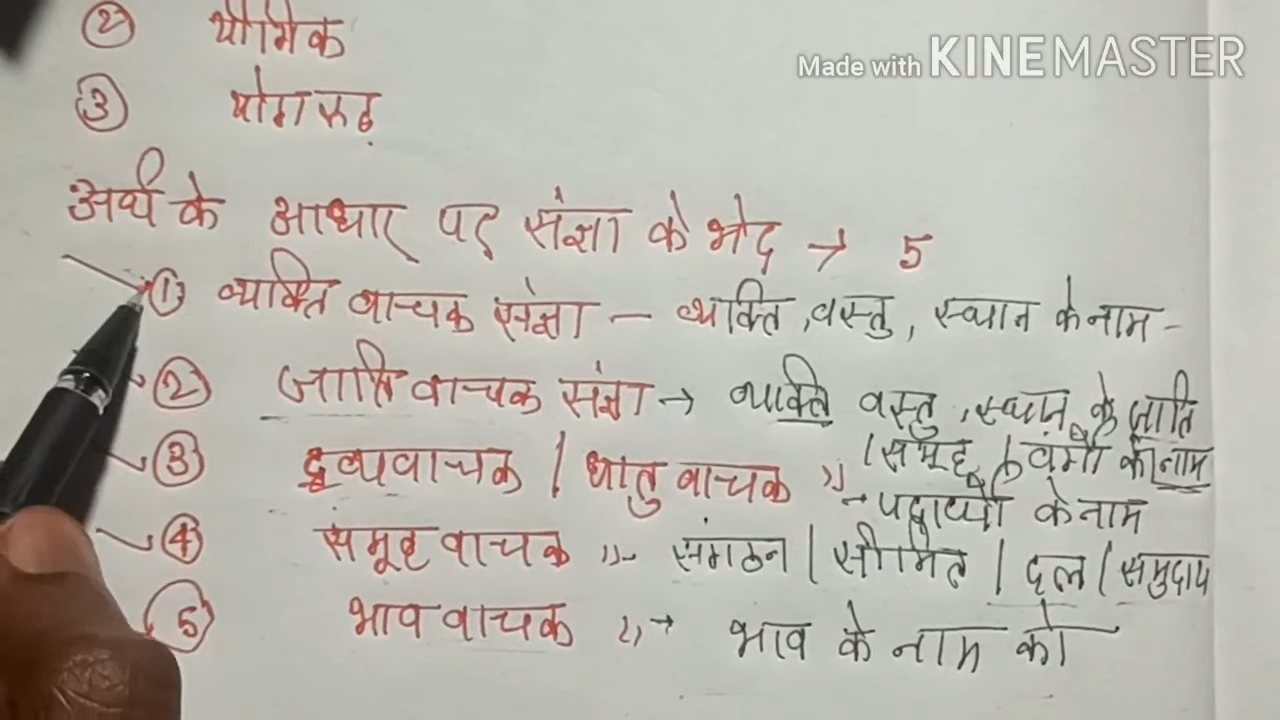 ② यौगिक
Made with KINEMASTER
③ योगरूढ़
अर्थ के आधार पर संज्ञा के भेद → 5
① व्यक्ति वाचक संज्ञा – व्यक्ति, वस्तु, स्थान के नाम -
② जाति वाचक संज्ञा → व्यक्ति वस्तु, स्थान के जाति
/समूह / वर्ग के नाम
③ द्रव्यवाचक / धातु वाचक " → पदार्थो के नाम
④ समूह वाचक "- संगठन / समिति / दल / समुदाय
⑤ भाव वाचक " → भाव के नाम को